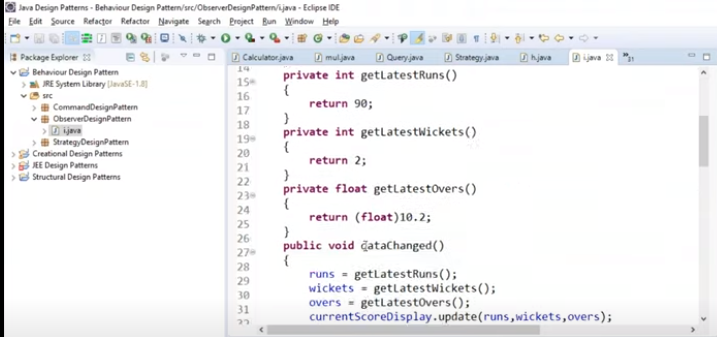 Java Design Patterns - Behaviour Design Pattern/src/ObserverDesignPattern/i.java - Eclipse IDE
File Edit Source Refactor Refactor Navigate Search Project Run Window Help
Package Explorer
Calculator.java mul.java Query.java Strategy.java h.java i.java 31
Behaviour Design Pattern
JRE System Library [JavaSE-1.8]
src
CommandDesignPattern
ObserverDesignPattern
i.java
StrategyDesignPattern
Creational Design Patterns
JEE Design Patterns
Structural Design Patterns
14
15 private int getLatestRuns()
16 {
17 return 90;
18 }
19 private int getLatestWickets()
20 {
21 return 2;
22 }
23 private float getLatestOvers()
24 {
25 return (float)10.2;
26 }
27 public void dataChanged()
28 {
29 runs = getLatestRuns();
30 wickets = getLatestWickets();
31 overs = getLatestOvers();
32 currentScoreDisplay.update(runs,wickets,overs);